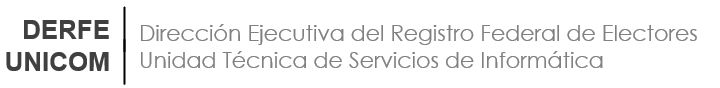 DERFE
UNICOM
Dirección Ejecutiva del Registro Federal de Electores
Unidad Técnica de Servicios de Informática